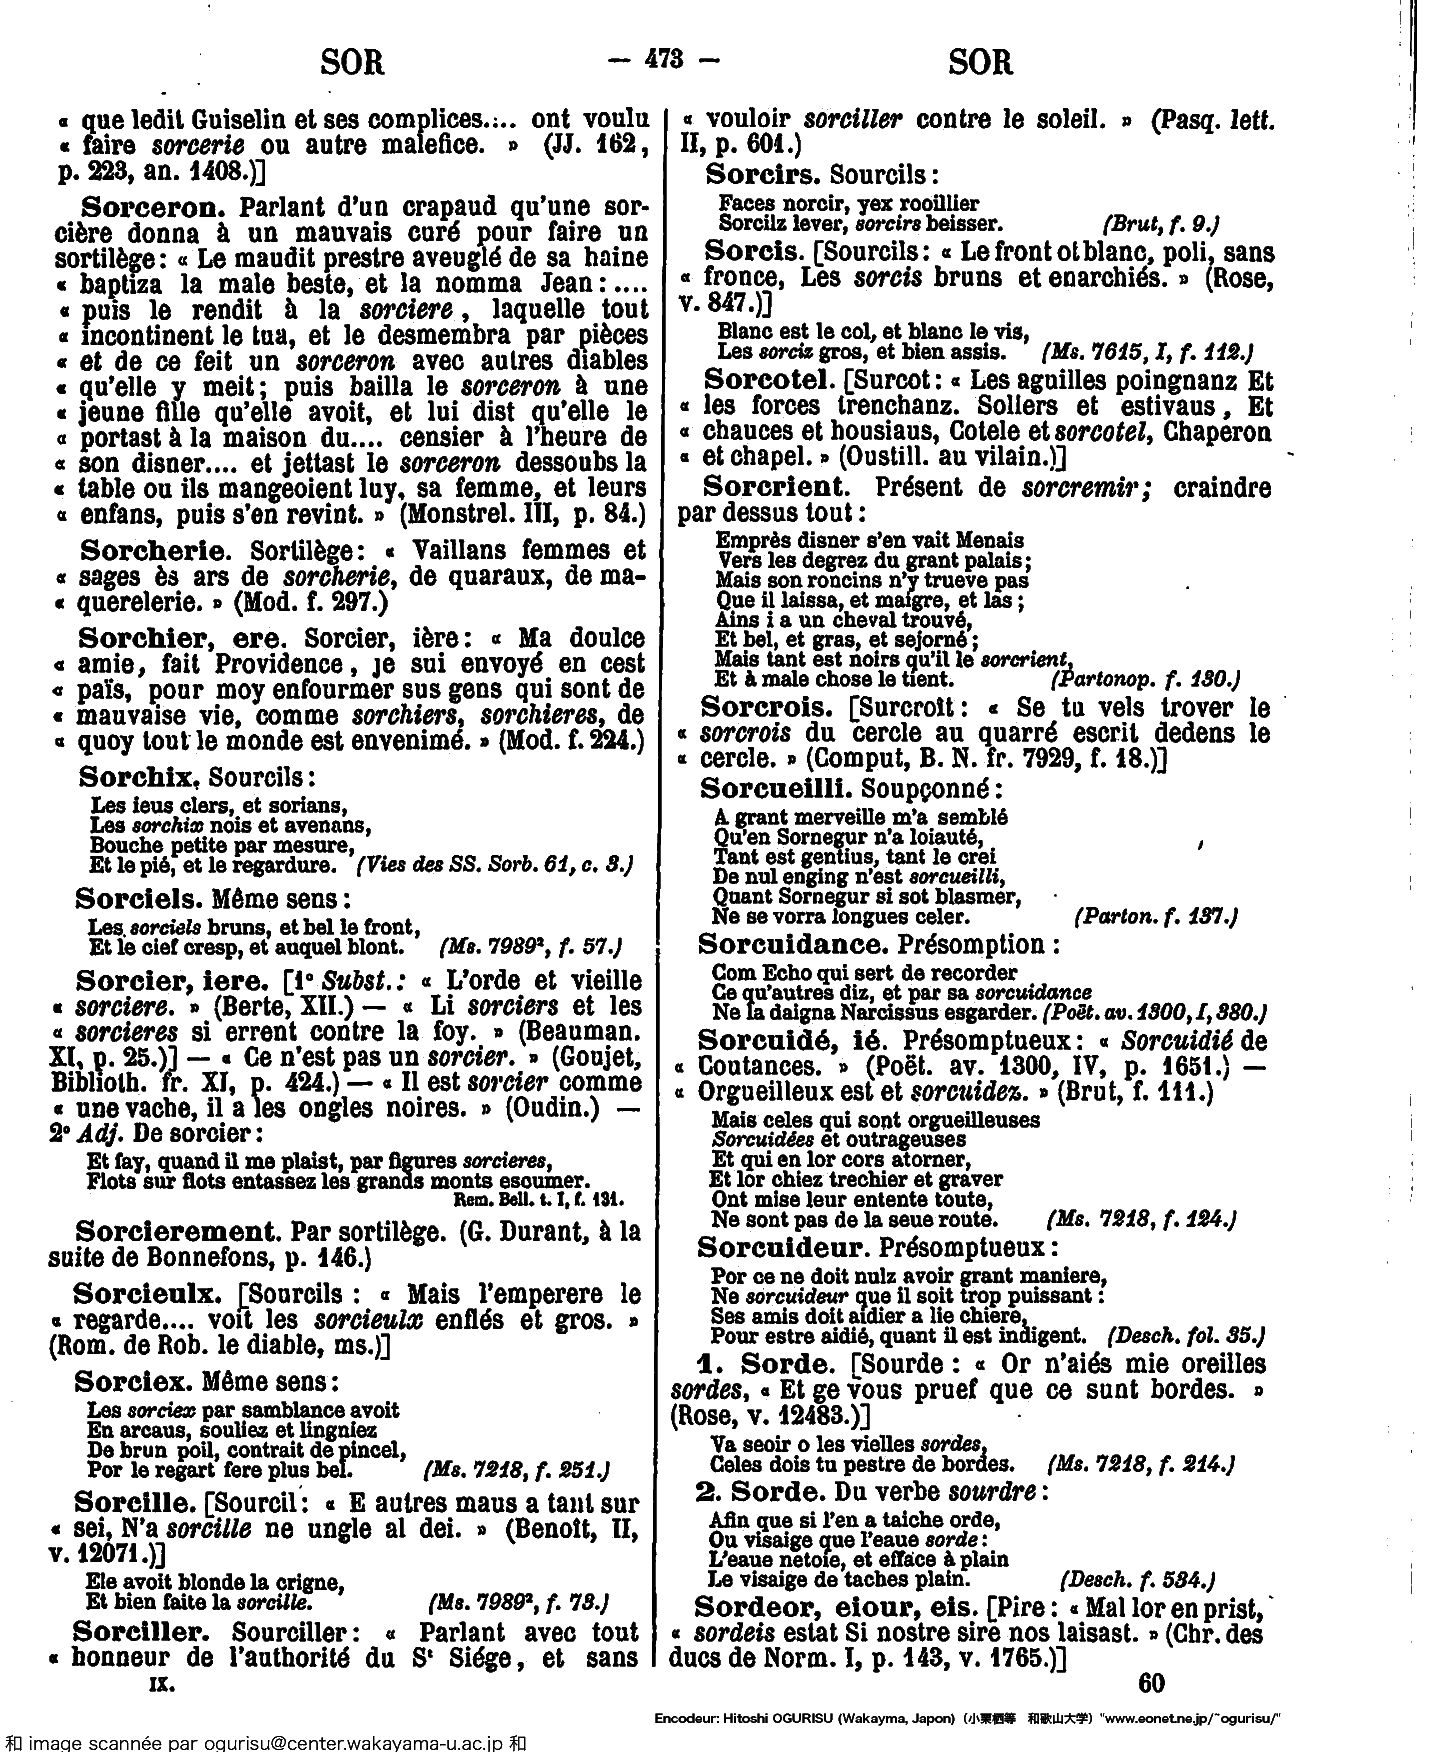 SOR — 473 — SOR
« que ledit Guiselin et ses complices.... ont voulu
« faire sorcerie ou autre malefice. » (JJ. 162,
p. 223, an. 1408.)]
Sorceron. Parlant d'un crapaud qu'une sor-
cière donna à un mauvais curé pour faire un
sortilège: « Le maudit prestre aveuglé de sa haine
« baptiza la male beste, et la nomma Jean:....
« puis le rendit à la sorciere, laquelle tout
« incontinent le tua, et le desmembra par pièces
« et de ce feit un sorceron avec autres diables
« qu'elle y meit; puis bailla le sorceron à une
« jeune fille qu'elle avoit, et lui dist qu'elle le
« portast à la maison du.... censier à l'heure de
« son disner.... et jettast le sorceron dessoubs la
« table ou ils mangeoient luy, sa femme, et leurs
« enfans, puis s'en revint. » (Monstrel. III, p. 84.)
Sorcherie. Sortilège: « Vaillans femmes et
« sages ès ars de sorcherie, de quaraux, de ma-
« querelerie. » (Mod. f. 297.)
Sorchier, ere. Sorcier, ière: « Ma doulce
« amie, fait Providence, je sui envoyé en cest
« païs, pour moy enfourmer sus gens qui sont de
« mauvaise vie, comme sorchiers, sorchieres, de
« quoy tout le monde est envenimé. » (Mod. f. 224.)
Sorchix. Sourcils:
Les ieus clers, et sorians,
Les sorchix nois et avenans,
Bouche petite par mesure,
Et le pié, et le regardure. (Vies des SS. Sorb. 61, c. 3.)
Sorciels. Même sens:
Les sorciels bruns, et bel le front,
Et le cief cresp, et auquel blont. (Ms. 7989², f. 57.)
Sorcier, iere. [1° Subst.: « L'orde et vieille
« sorciere. » (Berte, XII.) — « Li sorciers et les
« sorcieres si errent contre la foy. » (Beauman.
XI, p. 25.)] — « Ce n'est pas un sorcier. » (Goujet,
Biblioth. fr. XI, p. 424.) — « Il est sorcier comme
« une vache, il a les ongles noires. » (Oudin.) —
2° Adj. De sorcier:
Et fay, quand il me plaist, par figures sorcieres,
Flots sur flots entassez les grands monts escumer.
Rem. Bell. t. I, f. 131.
Sorcierement. Par sortilège. (G. Durant, à la
suite de Bonnefons, p. 146.)
Sorcieulx. [Sourcils : « Mais l'emperere le
« regarde.... voit les sorcieulx enflés et gros. »
(Rom. de Rob. le diable, ms.)]
Sorciex. Même sens:
Les sorciex par samblance avoit
En arcaus, souliez et lingniez
De brun poil, contrait de pincel,
Por le regart fere plus bel. (Ms. 7218, f. 251.)
Sorcille. [Sourcil: « E autres maus a tant sur
« sei, N'a sorcille ne ungle al dei. » (Benoît, II,
v. 12071.)]
Ele avoit blonde la crigne,
Et bien faite la sorcille. (Ms. 7989², f. 73.)
Sorciller. Sourciller: « Parlant avec tout
« honneur de l'authorité du Sᵗ Siége, et sans
IX.
« vouloir sorciller contre le soleil. » (Pasq. lett.
II, p. 601.)
Sorcirs. Sourcils:
Faces norcir, yex rooillier
Sorcilz lever, sorcirs beisser. (Brut, f. 9.)
Sorcis. [Sourcils: « Le front ot blanc, poli, sans
« fronce, Les sorcis bruns et enarchiés. » (Rose,
v. 847.)]
Blanc est le col, et blanc le vis,
Les sorciz gros, et bien assis. (Ms. 7615, I, f. 112.)
Sorcotel. [Surcot: « Les aguilles poingnanz Et
« les forces trenchanz. Sollers et estivaus, Et
« chauces et housiaus, Cotele et sorcotel, Chaperon
« et chapel. » (Oustill. au vilain.)]
Sorcrient. Présent de sorcremir; craindre
par dessus tout:
Emprès disner s'en vait Menais
Vers les degrez du grant palais;
Mais son roncins n'y trueve pas
Que il laissa, et maigre, et las;
Ains i a un cheval trouvé,
Et bel, et gras, et sejorné;
Mais tant est noirs qu'il le sorcrient,
Et à male chose le tient. (Partonop. f. 130.)
Sorcrois. [Surcroît: « Se tu vels trover le
« sorcrois du cercle au quarré escrit dedens le
« cercle. » (Comput, B. N. fr. 7929, f. 18.)]
Sorcueilli. Soupçonné:
A grant merveille m'a semblé
Qu'en Sornegur n'a loiauté,
Tant est gentius, tant le crei
De nul enging n'est sorcueilli,
Quant Sornegur si sot blasmer,
Ne se vorra longues celer. (Parton. f. 137.)
Sorcuidance. Présomption:
Com Echo qui sert de recorder
Ce qu'autres diz, et par sa sorcuidance
Ne la daigna Narcissus esgarder. (Poët. av. 1300, I, 330.)
Sorcuidé, ié. Présomptueux: « Sorcuidié de
« Coutances. » (Poët. av. 1300, IV, p. 1651.) —
« Orgueilleux est et sorcuidez. » (Brut, f. 111.)
Mais celes qui sont orgueilleuses
Sorcuidées et outrageuses
Et qui en lor cors atorner,
Et lor chiez trechier et graver
Ont mise leur entente toute,
Ne sont pas de la seue route. (Ms. 7218, f. 124.)
Sorcuideur. Présomptueux:
Por ce ne doit nulz avoir grant maniere,
Ne sorcuideur que il soit trop puissant:
Ses amis doit aidier a lie chiere,
Pour estre aidié, quant il est indigent. (Desch. fol. 35.)
1. Sorde. [Sourde: « Or n'aiés mie oreilles
sordes, « Et ge vous pruef que ce sunt bordes. »
(Rose, v. 12483.)]
Va seoir o les vielles sordes,
Celes dois tu pestre de bordes. (Ms. 7218, f. 214.)
2. Sorde. Du verbe sourdre:
Afin que si l'en a taiche orde,
Ou visaige que l'eaue sorde:
L'eaue netoie, et efface à plain
Le visaige de taches plain. (Desch. f. 534.)
Sordeor, eiour, eis. [Pire: « Mal lor en prist,
« sordeis estat Si nostre sire nos laisast. » (Chr. des
ducs de Norm. I, p. 143, v. 1765.)]
60
Encodeur: Hitoshi OGURISU (Wakayma, Japon) (小栗栖等 和歌山大学) "www.eonet.ne.jp/~ogurisu/"
和 image scannée par ogurisu@center.wakayama-u.ac.jp 和